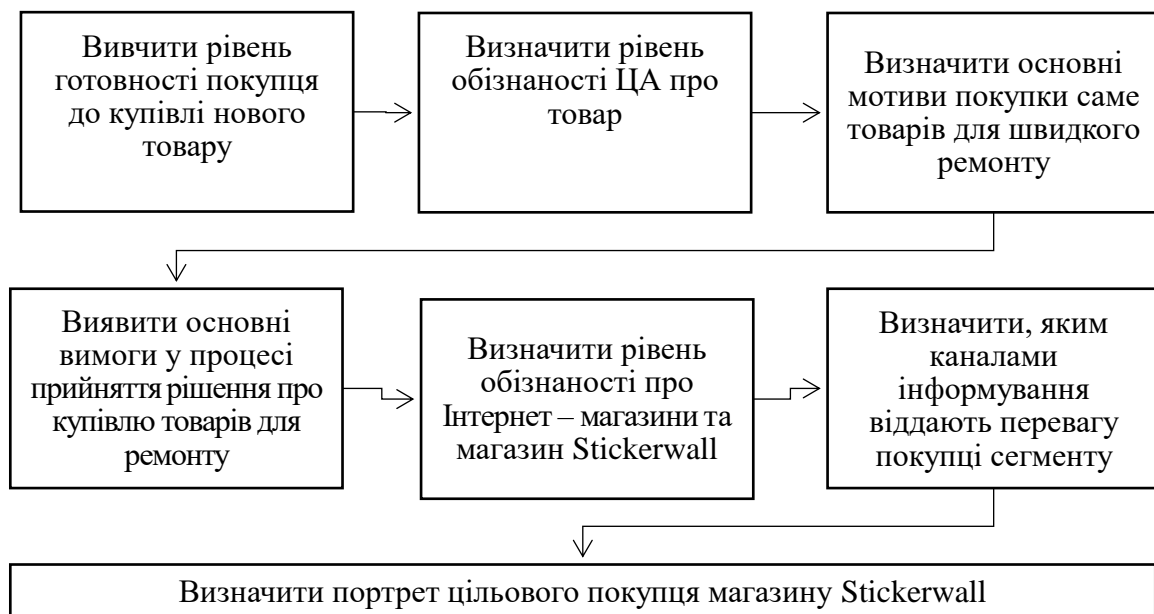 Вивчити рівень
готовності покупця
до купівлі нового
товару
Визначити рівень
обізнаності ЦА про
товар
Визначити основні
мотиви покупки саме
товарів для швидкого
ремонту
Виявити основні
вимоги у процесі
прийняття рішення про
купівлю товарів для
ремонту
Визначити рівень
обізнаності про
Інтернет – магазини та
магазин Stickerwall
Визначити, яким
каналами
інформування
віддають перевагу
покупці сегменту
Визначити портрет цільового покупця магазину Stickerwall